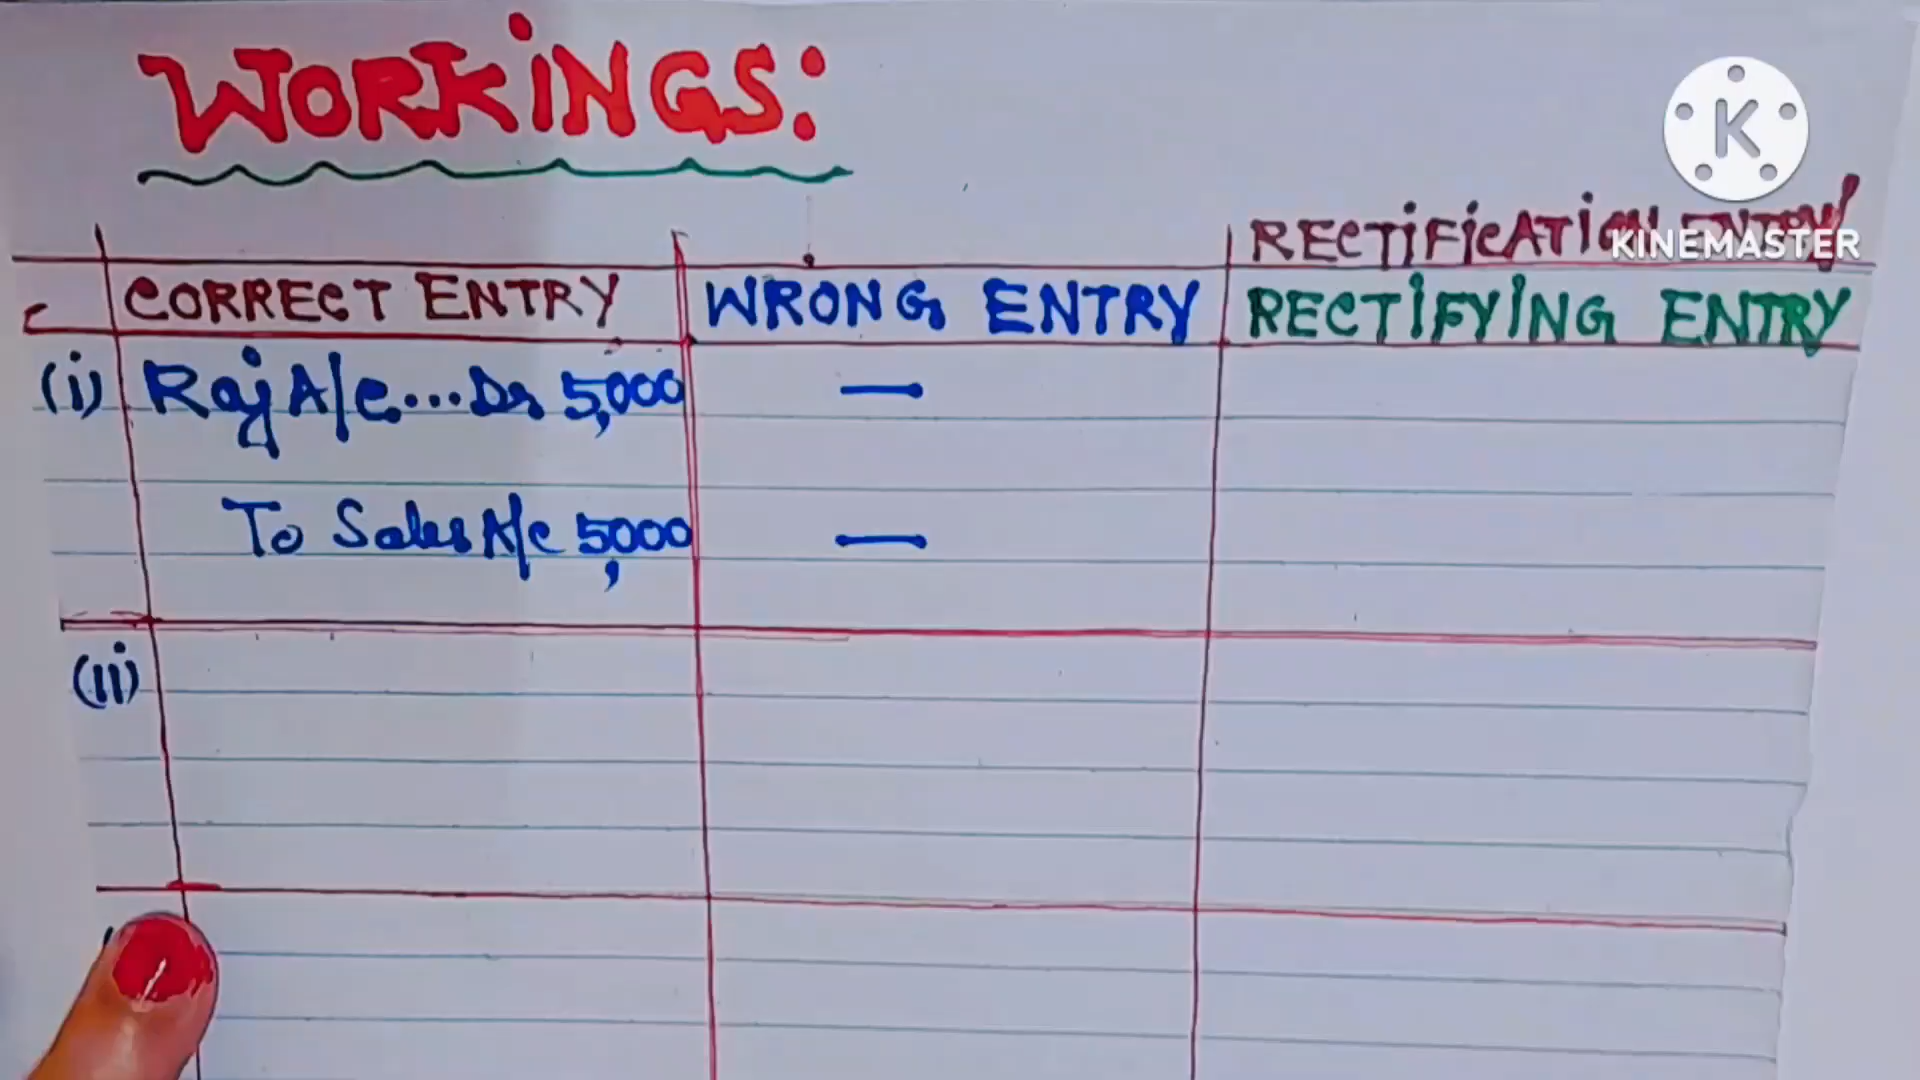 WORKINGS:
K
RECTIFICATION ENTRY/
KINEMASTER
CORRECT ENTRY WRONG ENTRY RECTIFYING ENTRY
(i) Raj A/c....Dr 5,000 —
To Sales A/c 5,000 —
(ii)